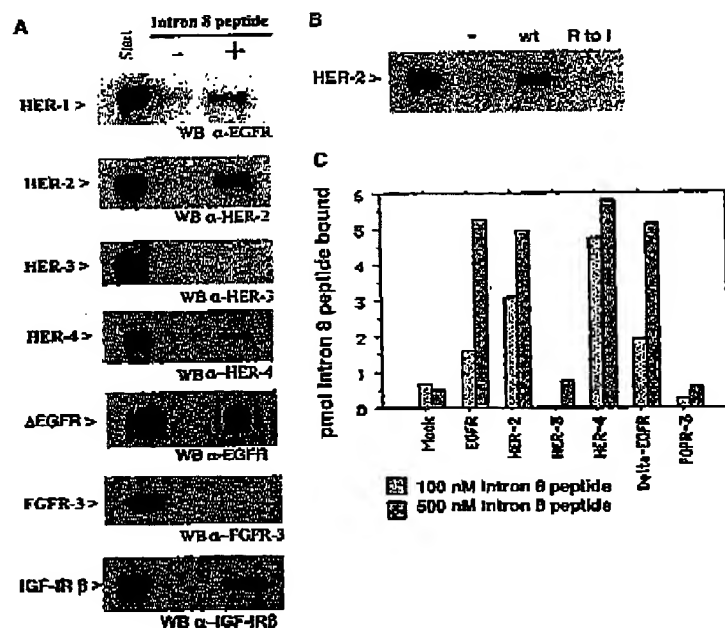 A
Intron 8 peptide
Start
-
+
HER-1 >
WB α-EGFR
HER-2 >
WB α-HER-2
HER-3 >
WB α-HER-3
HER-4 >
WB α-HER-4
ΔEGFR >
WB α-EGFR
FGFR-3 >
WB α-FGFR-3
IGF-IR β >
WB α-IGF-IRβ
B
- wt R to I
HER-2 >
C
pmol Intron 8 peptide bound
6
5
4
3
2
1
0
Mock
EGFR
HER-2
HER-3
HER-4
Delta-EGFR
FGFR-3
100 nM Intron 8 peptide
500 nM Intron 8 peptide